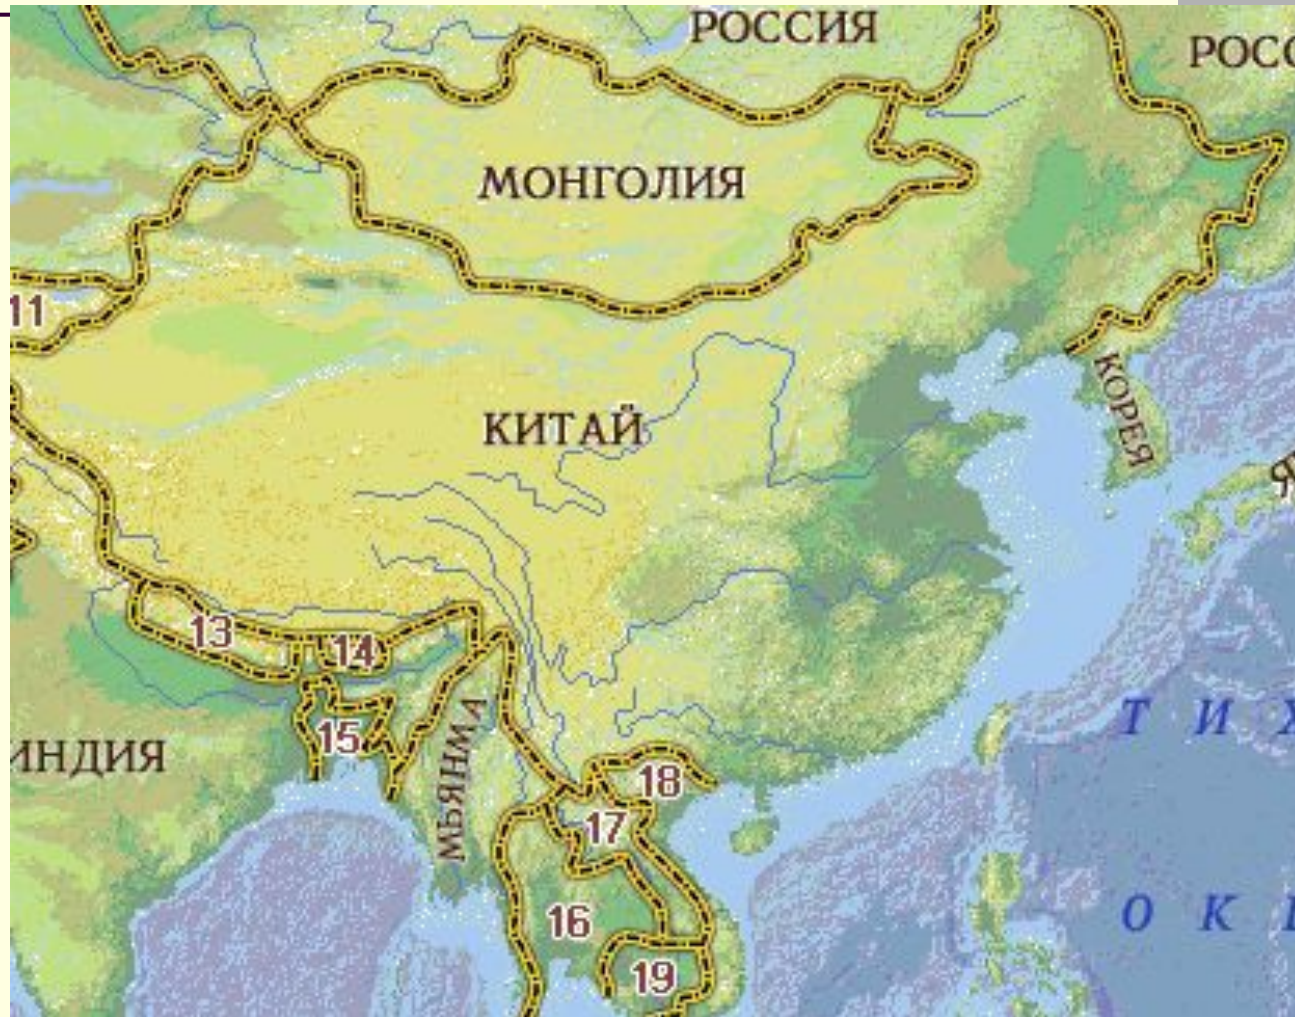 РОССИЯ
РОСС
МОНГОЛИЯ
11
КИТАЙ
КОРЕЯ
Я
13
14
15
ИНДИЯ
МЬЯНМА
18
17
16
19
Т И Х
О К